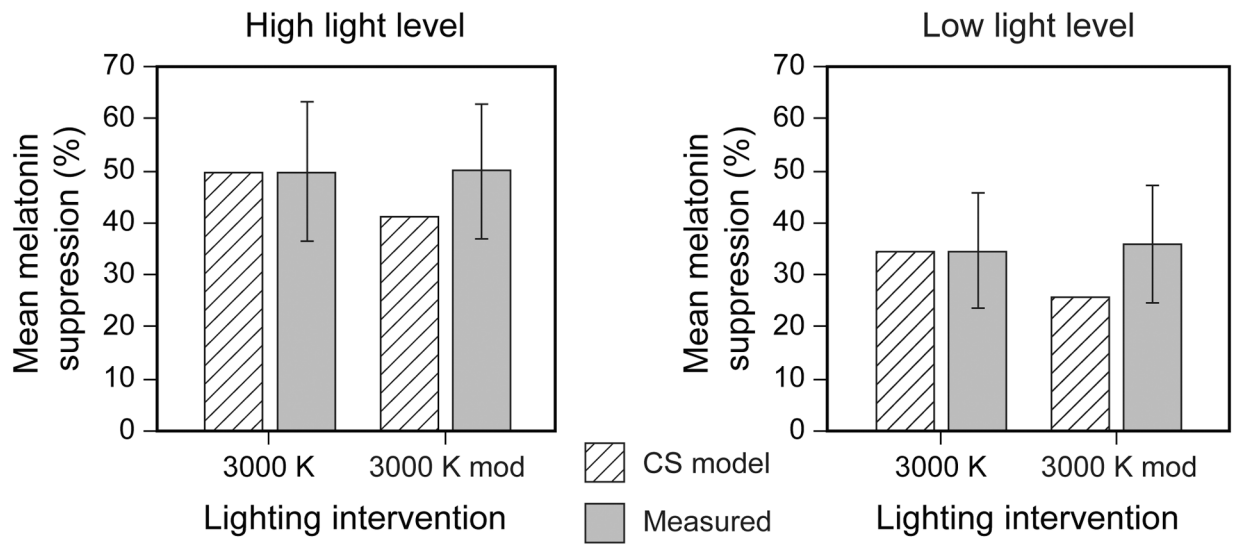 High light level
Mean melatonin
suppression (%)
70
60
50
40
30
20
10
0
3000 K
3000 K mod
Lighting intervention
Low light level
Mean melatonin
suppression (%)
70
60
50
40
30
20
10
0
3000 K
3000 K mod
Lighting intervention
CS model
Measured